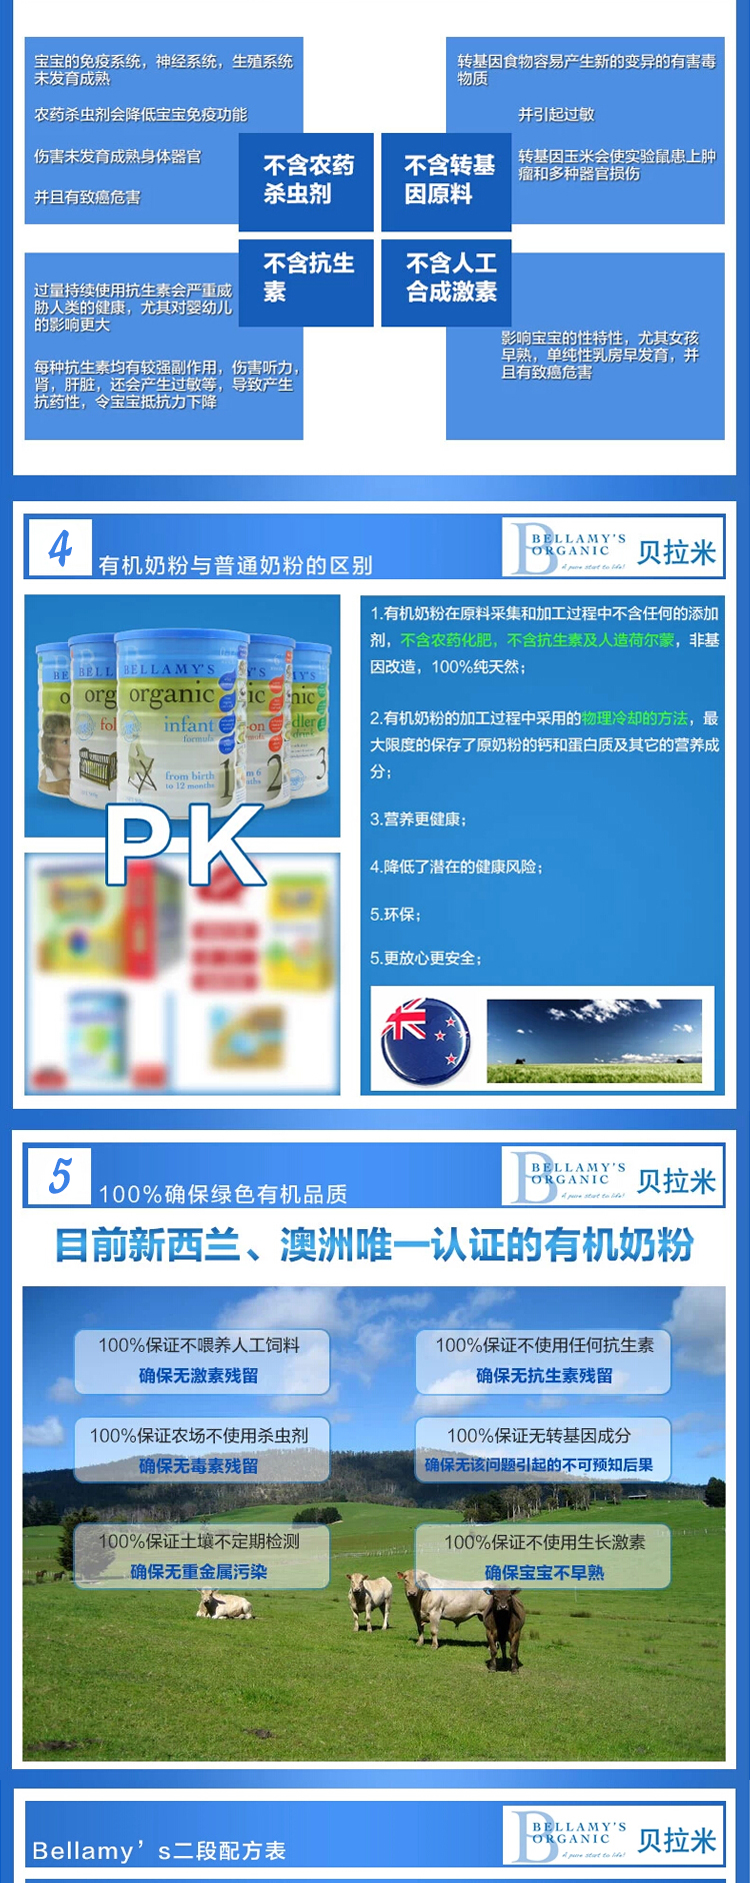 宝宝的免疫系统，神经系统，生殖系统
未发育成熟
农药杀虫剂会降低宝宝免疫功能
伤害未发育成熟身体器官
并且有致癌危害
转基因食物容易产生新的变异的有害毒
物质
并引起过敏
转基因玉米会使实验鼠患上肿
瘤和多种器官损伤
不含农药
杀虫剂
不含转基
因原料
不含抗生
素
不含人工
合成激素
过量持续使用抗生素会严重威
胁人类的健康，尤其对婴幼儿
的影响更大
每种抗生素均有较强副作用，伤害听力，
肾，肝脏，还会产生过敏等，导致产生
抗药性，令宝宝抵抗力下降
影响宝宝的性特性，尤其女孩
早熟，单纯性乳房早发育，并
且有致癌危害
4
有机奶粉与普通奶粉的区别
BELLAMY'S
ORGANIC
A pure start to life!
贝拉米
BELLAMY'S
organic
infant
formula
from birth
to 12 months
1
2
3
PK
1.有机奶粉在原料采集和加工过程中不含任何的添加
剂，不含农药化肥，不含抗生素及人造荷尔蒙，非基
因改造，100%纯天然；
2.有机奶粉的加工过程中采用的物理冷却的方法，最
大限度的保存了原奶粉的钙和蛋白质及其它的营养成
分；
3.营养更健康；
4.降低了潜在的健康风险；
5.环保；
5.更放心更安全；
5
100%确保绿色有机品质
BELLAMY'S
ORGANIC
A pure start to life!
贝拉米
目前新西兰、澳洲唯一认证的有机奶粉
100%保证不喂养人工饲料
确保无激素残留
100%保证不使用任何抗生素
确保无抗生素残留
100%保证农场不使用杀虫剂
确保无毒素残留
100%保证无转基因成分
确保无该问题引起的不可预知后果
100%保证土壤不定期检测
确保无重金属污染
100%保证不使用生长激素
确保宝宝不早熟
Bellamy’s二段配方表
BELLAMY'S
ORGANIC
A pure start to life!
贝拉米